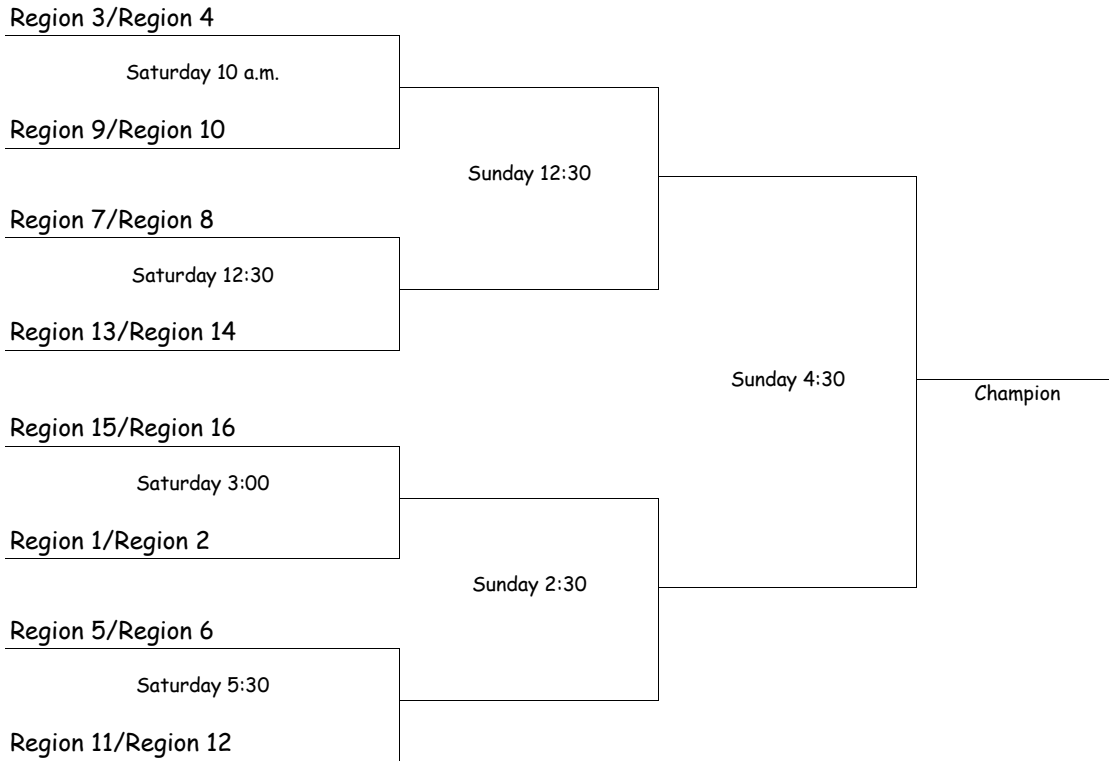 Region 3/Region 4
Saturday 10 a.m.
Region 9/Region 10
Sunday 12:30
Region 7/Region 8
Saturday 12:30
Region 13/Region 14
Sunday 4:30
Champion
Region 15/Region 16
Saturday 3:00
Region 1/Region 2
Sunday 2:30
Region 5/Region 6
Saturday 5:30
Region 11/Region 12